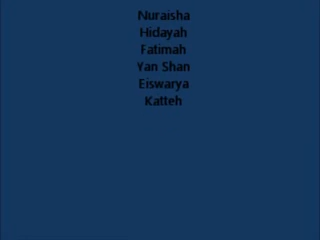 Nuraisha
Hidayah
Fatimah
Yan Shan
Eiswarya
Katteh